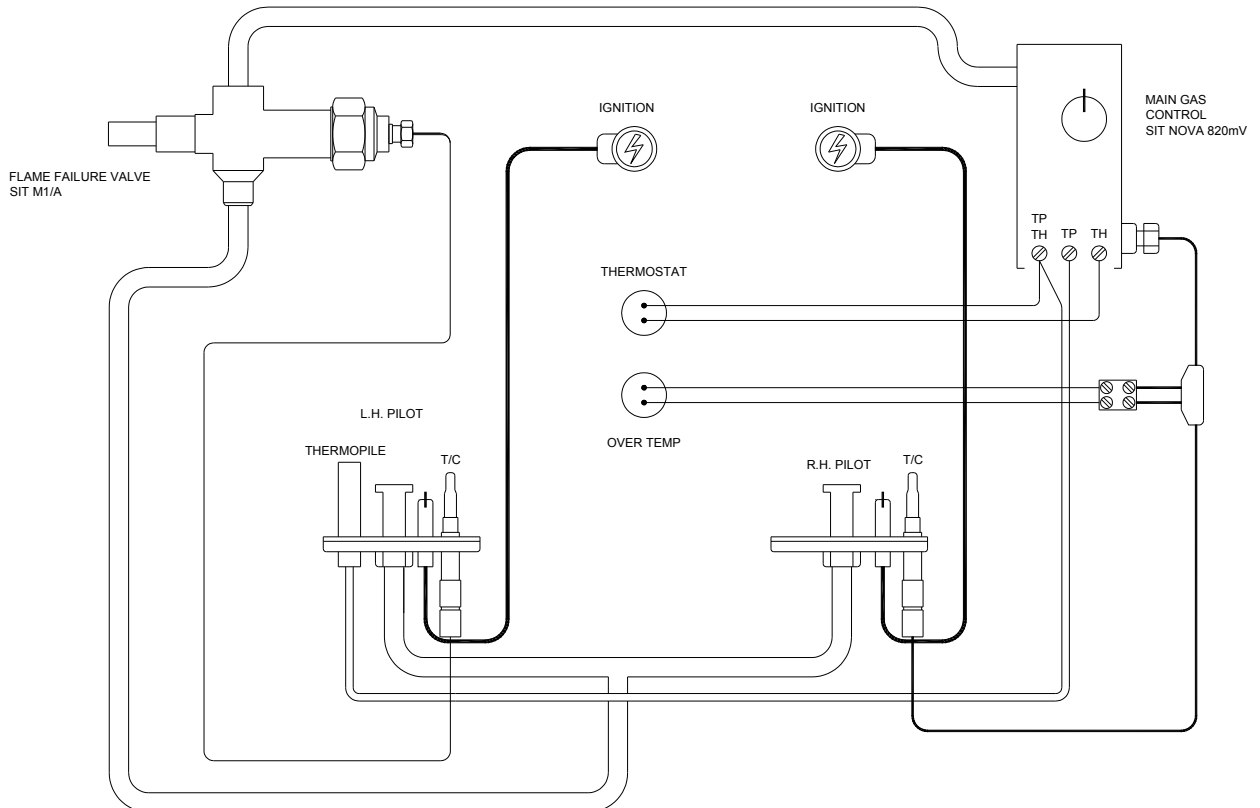 IGNITION
IGNITION
MAIN GAS
CONTROL
SIT NOVA 820mV
FLAME FAILURE VALVE
SIT M1/A
TP
TH
TP
TH
THERMOSTAT
L.H. PILOT
OVER TEMP
THERMOPILE
T/C
R.H. PILOT
T/C